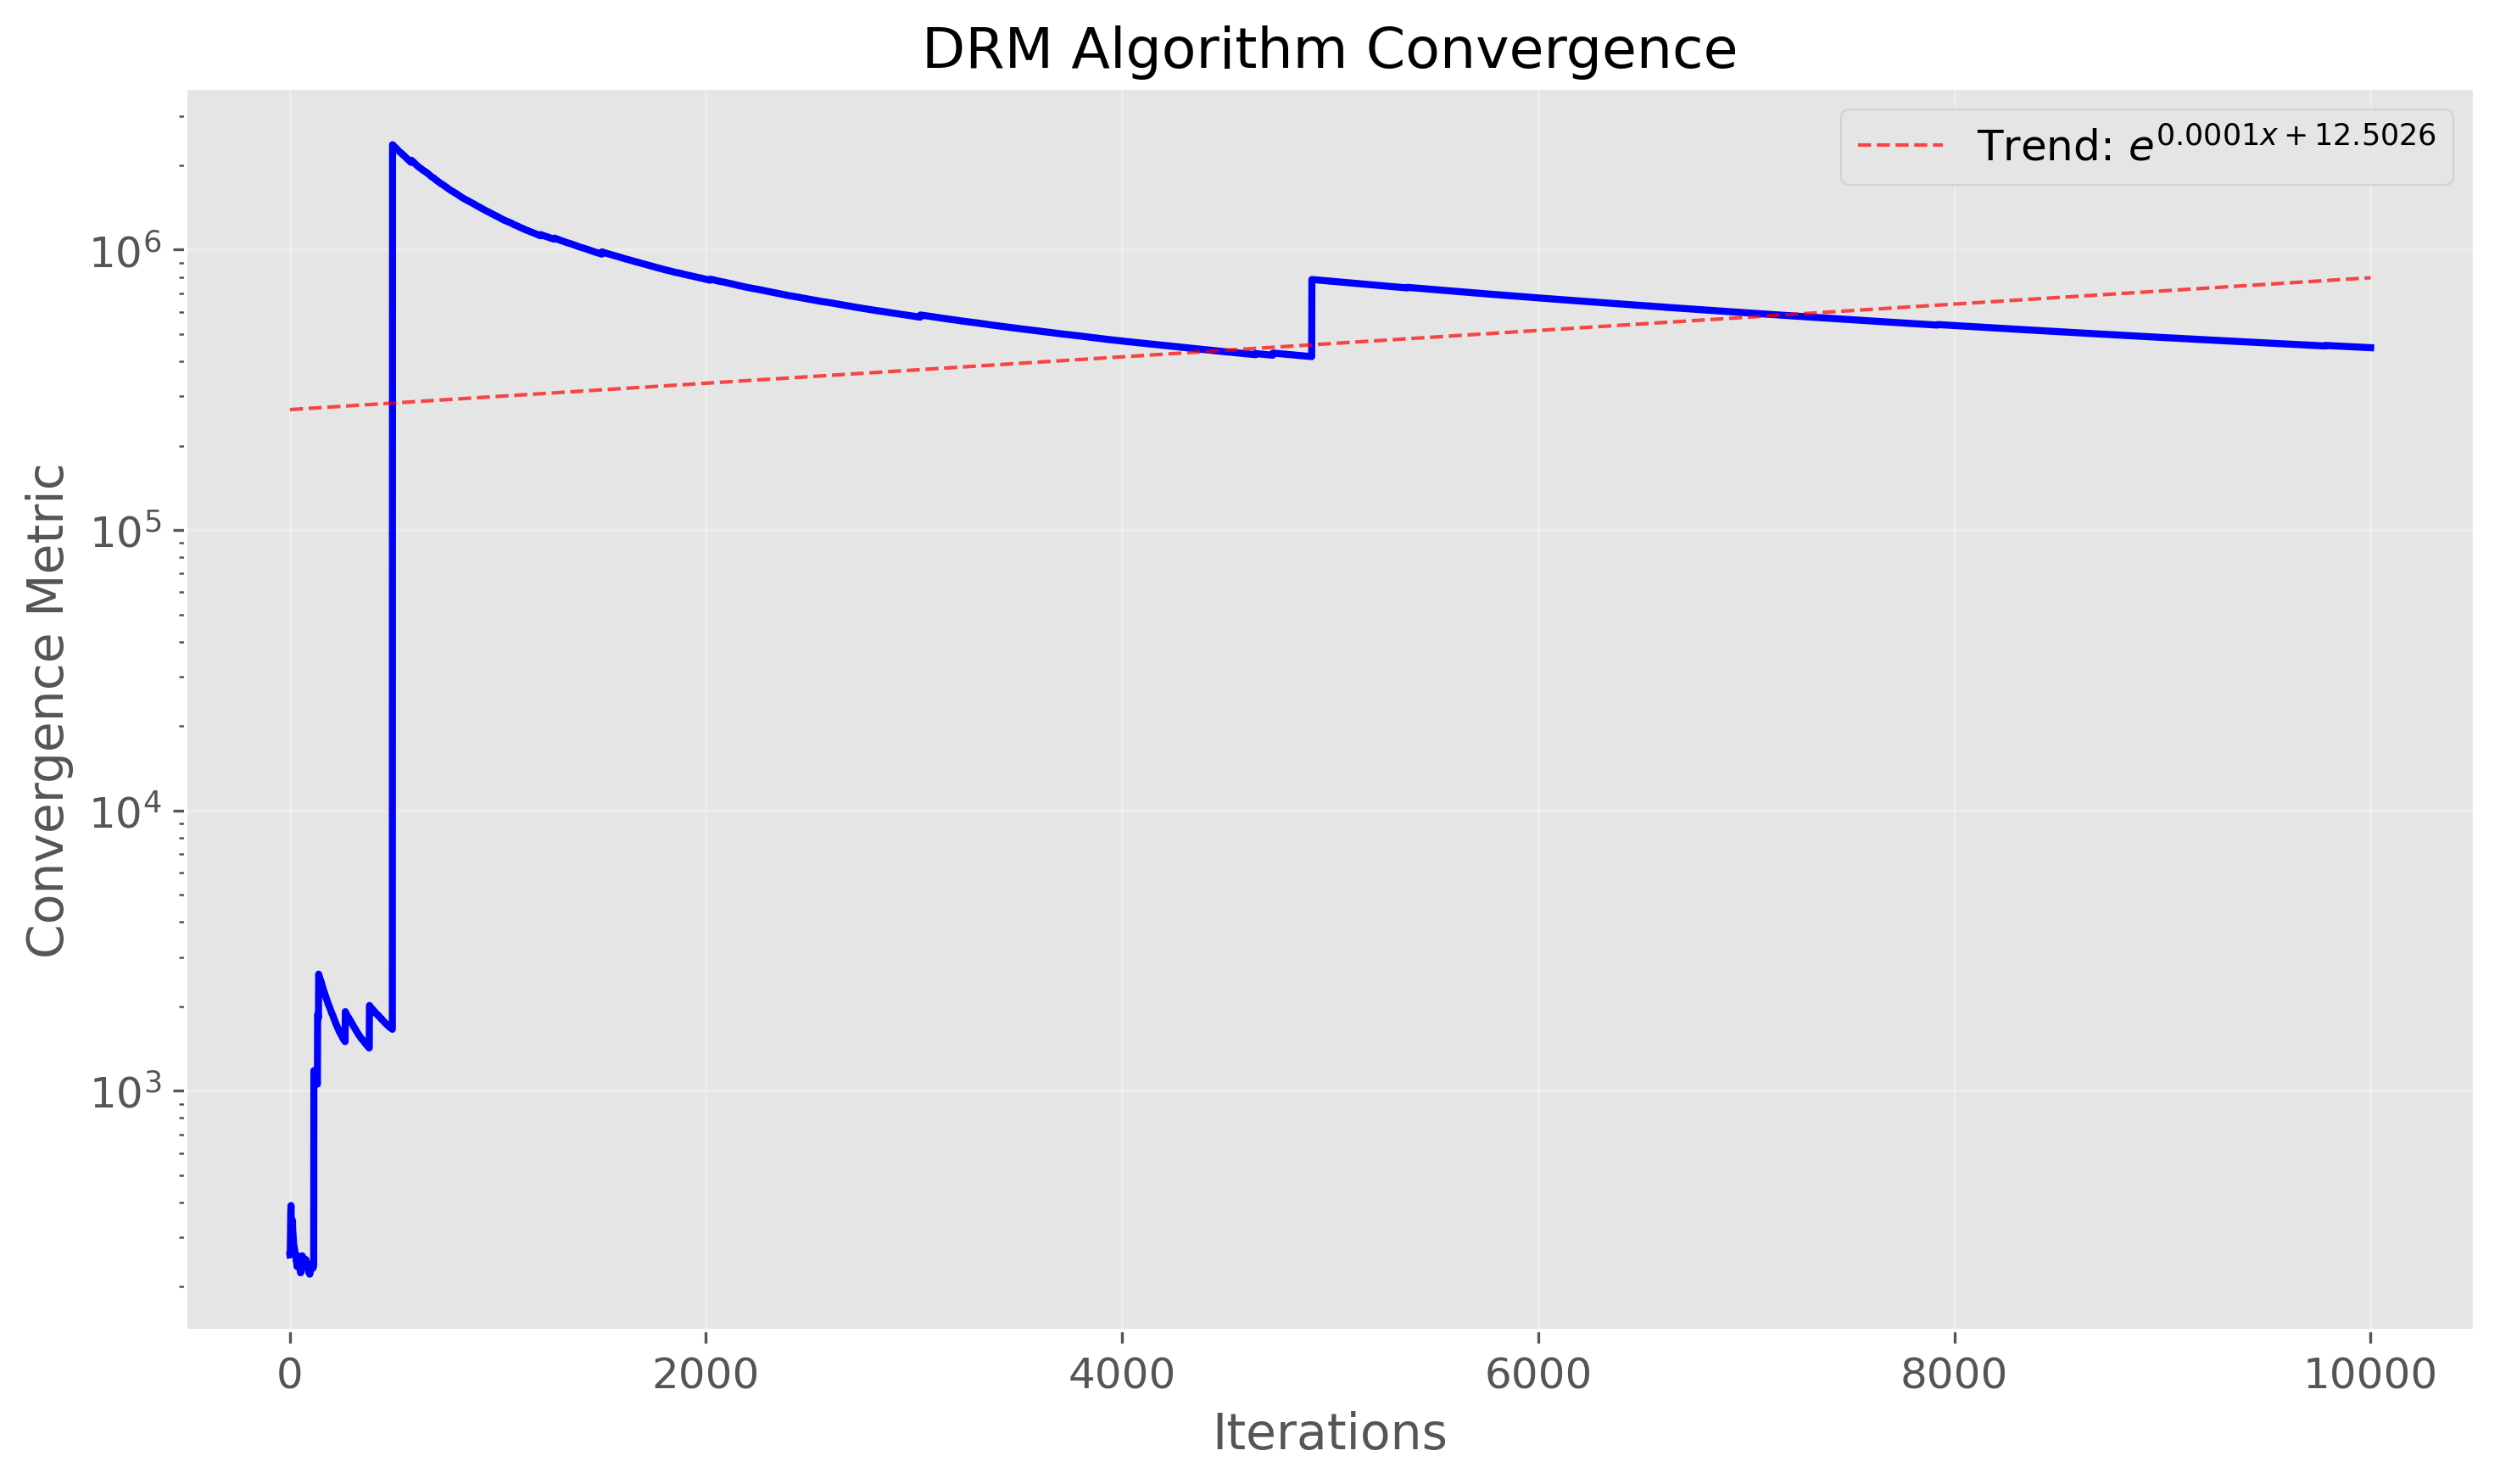 DRM Algorithm Convergence
Trend: e^{0.0001x + 12.5026}
Convergence Metric
10^6
10^5
10^4
10^3
0 2000 4000 6000 8000 10000
Iterations